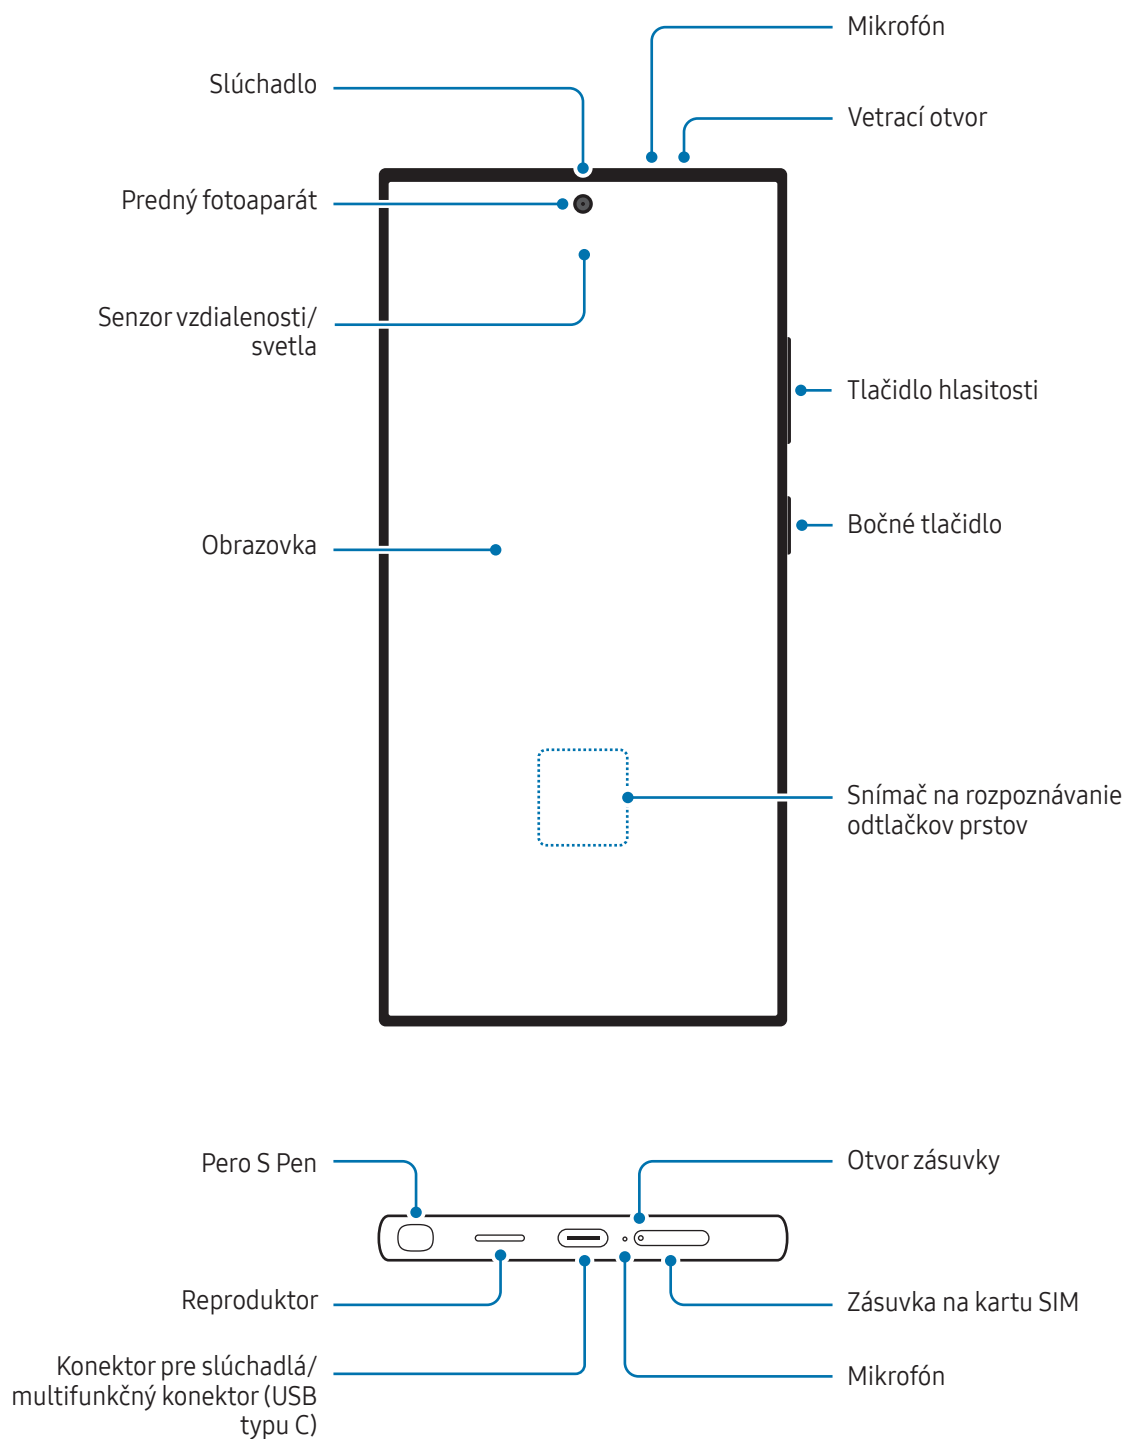 Mikrofón
Slúchadlo
Vetrací otvor
Predný fotoaparát
Senzor vzdialenosti/
svetla
Tlačidlo hlasitosti
Bočné tlačidlo
Obrazovka
Snímač na rozpoznávanie
odtlačkov prstov
Pero S Pen
Otvor zásuvky
Reproduktor
Zásuvka na kartu SIM
Konektor pre slúchadlá/
multifunkčný konektor (USB
typu C)
Mikrofón